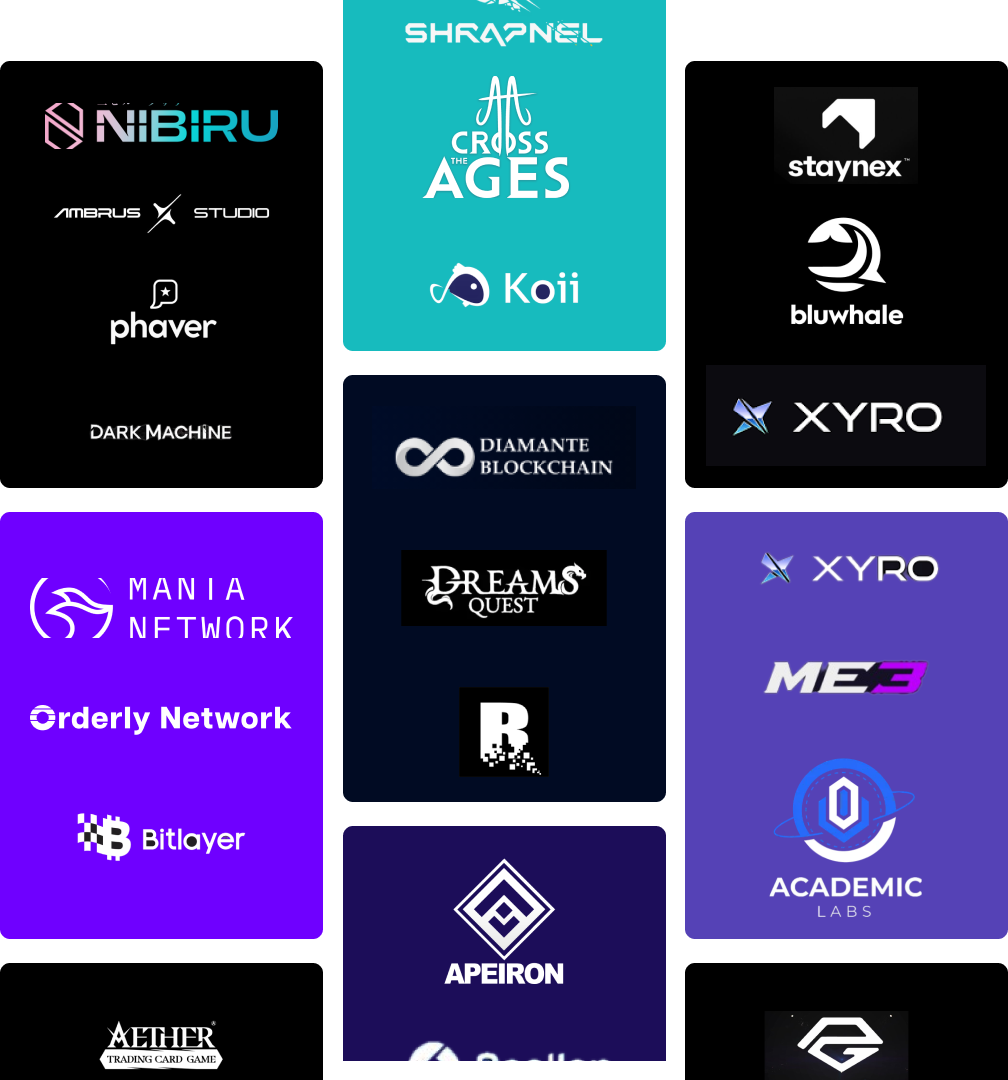 NIBIRU
AMBRUS STUDIO
phaver
DARK MACHINE
MANIA
NETWORK
Orderly Network
Bitlayer
AETHER®
TRADING CARD GAME
SHRAPNEL
CROSS
THE
AGES
Koii
DIAMANTE
BLOCKCHAIN
DREAMS
QUEST
R
APEIRON
staynex™
bluwhale
XYRO
XYRO
ME3
ACADEMIC
LABS